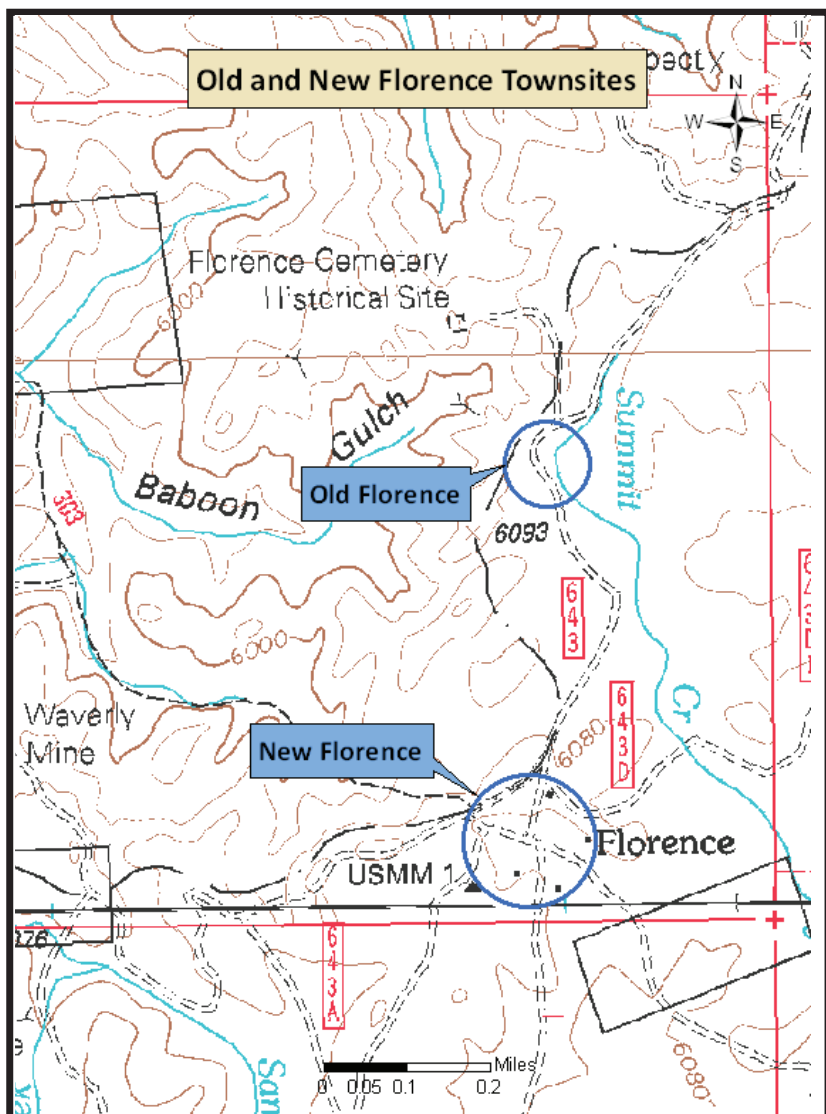 Old and New Florence Townsites
N
W
E
S
Florence Cemetery
Historical Site
6000
Summit
Gulch
Baboon
Old Florence
303
6093
643
6000
Waverly
Mine
Cr
643D
6080
New Florence
Florence
USMM 1
643A
San
6080
Miles
0 0.05 0.1 0.2